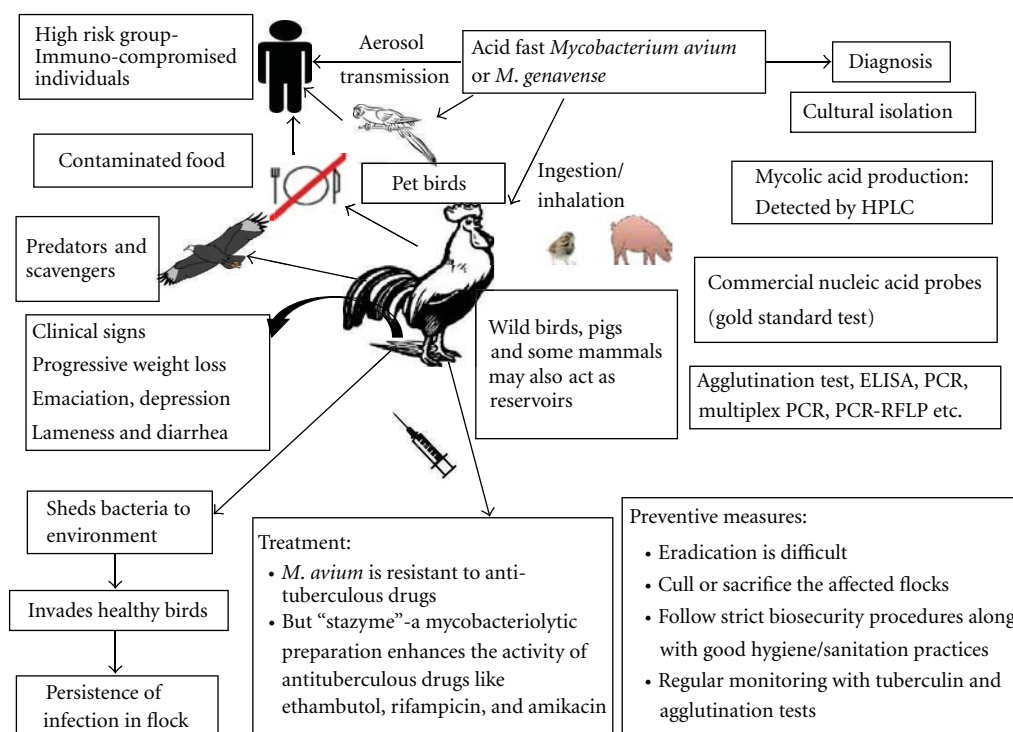 High risk group-
Immuno-compromised
individuals
Aerosol
transmission
Acid fast Mycobacterium avium
or M. genavense
Diagnosis
Cultural isolation
Contaminated food
Pet birds
Ingestion/
inhalation
Mycolic acid production:
Detected by HPLC
Predators and
scavengers
Commercial nucleic acid probes
(gold standard test)
Clinical signs
Progressive weight loss
Emaciation, depression
Lameness and diarrhea
Wild birds, pigs
and some mammals
may also act as
reservoirs
Agglutination test, ELISA, PCR,
multiplex PCR, PCR-RFLP etc.
Sheds bacteria to
environment
Invades healthy birds
Persistence of
infection in flock
Treatment:
• M. avium is resistant to anti-
tuberculous drugs
• But “stazyme”-a mycobacteriolytic
preparation enhances the activity of
antituberculous drugs like
ethambutol, rifampicin, and amikacin
Preventive measures:
• Eradication is difficult
• Cull or sacrifice the affected flocks
• Follow strict biosecurity procedures along
with good hygiene/sanitation practices
• Regular monitoring with tuberculin and
agglutination tests